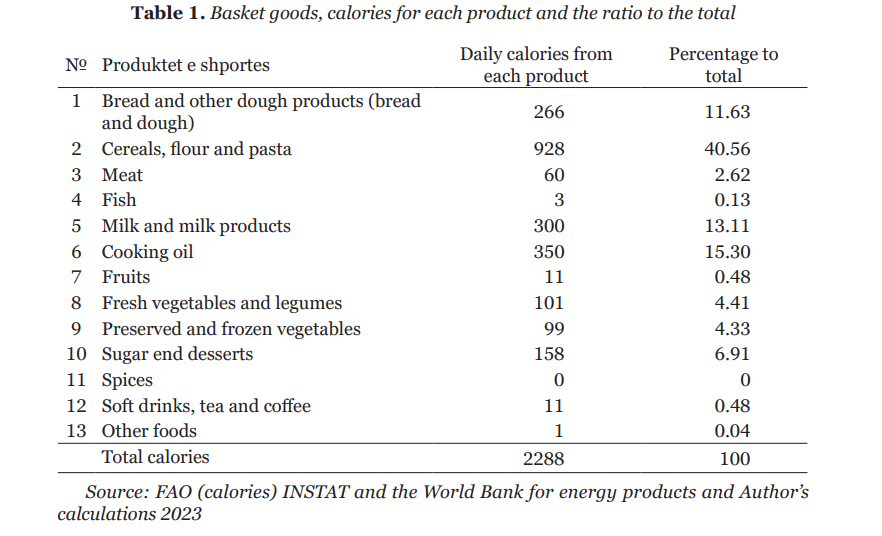 Table 1. Basket goods, calories for each product and the ratio to the total
№ Produktet e shportes Daily calories from each product Percentage to total
1 Bread and other dough products (bread and dough) 266 11.63
2 Cereals, flour and pasta 928 40.56
3 Meat 60 2.62
4 Fish 3 0.13
5 Milk and milk products 300 13.11
6 Cooking oil 350 15.30
7 Fruits 11 0.48
8 Fresh vegetables and legumes 101 4.41
9 Preserved and frozen vegetables 99 4.33
10 Sugar end desserts 158 6.91
11 Spices 0 0
12 Soft drinks, tea and coffee 11 0.48
13 Other foods 1 0.04
Total calories 2288 100
Source: FAO (calories) INSTAT and the World Bank for energy products and Author's
calculations 2023